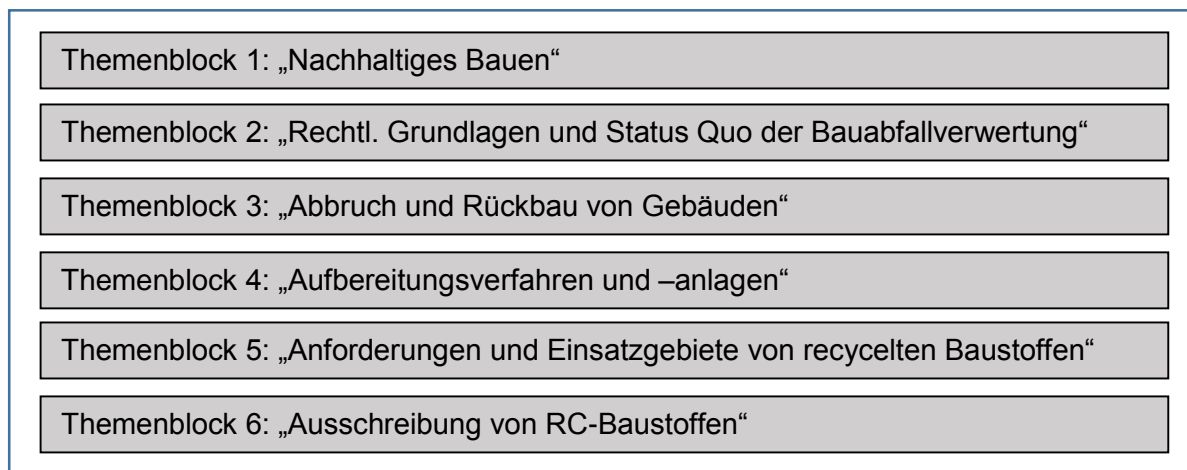 Themenblock 1: „Nachhaltiges Bauen“
Themenblock 2: „Rechtl. Grundlagen und Status Quo der Bauabfallverwertung“
Themenblock 3: „Abbruch und Rückbau von Gebäuden“
Themenblock 4: „Aufbereitungsverfahren und –anlagen“
Themenblock 5: „Anforderungen und Einsatzgebiete von recycelten Baustoffen“
Themenblock 6: „Ausschreibung von RC-Baustoffen“